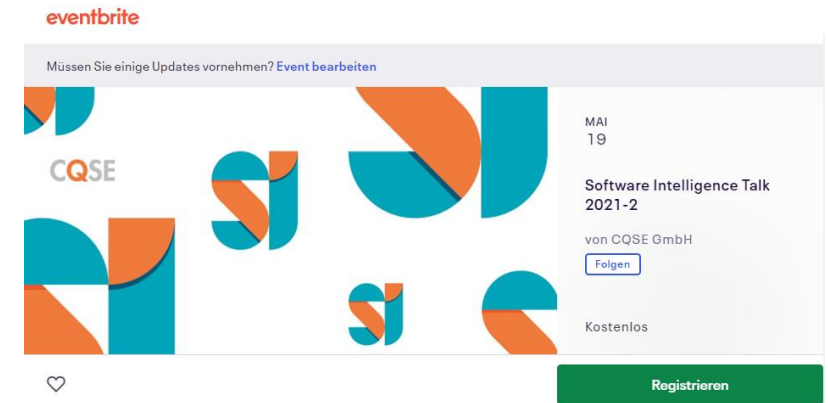 eventbrite
Müssen Sie einige Updates vornehmen? Event bearbeiten
CQSE
MAI
19
Software Intelligence Talk
2021-2
von CQSE GmbH
Folgen
Kostenlos
Registrieren